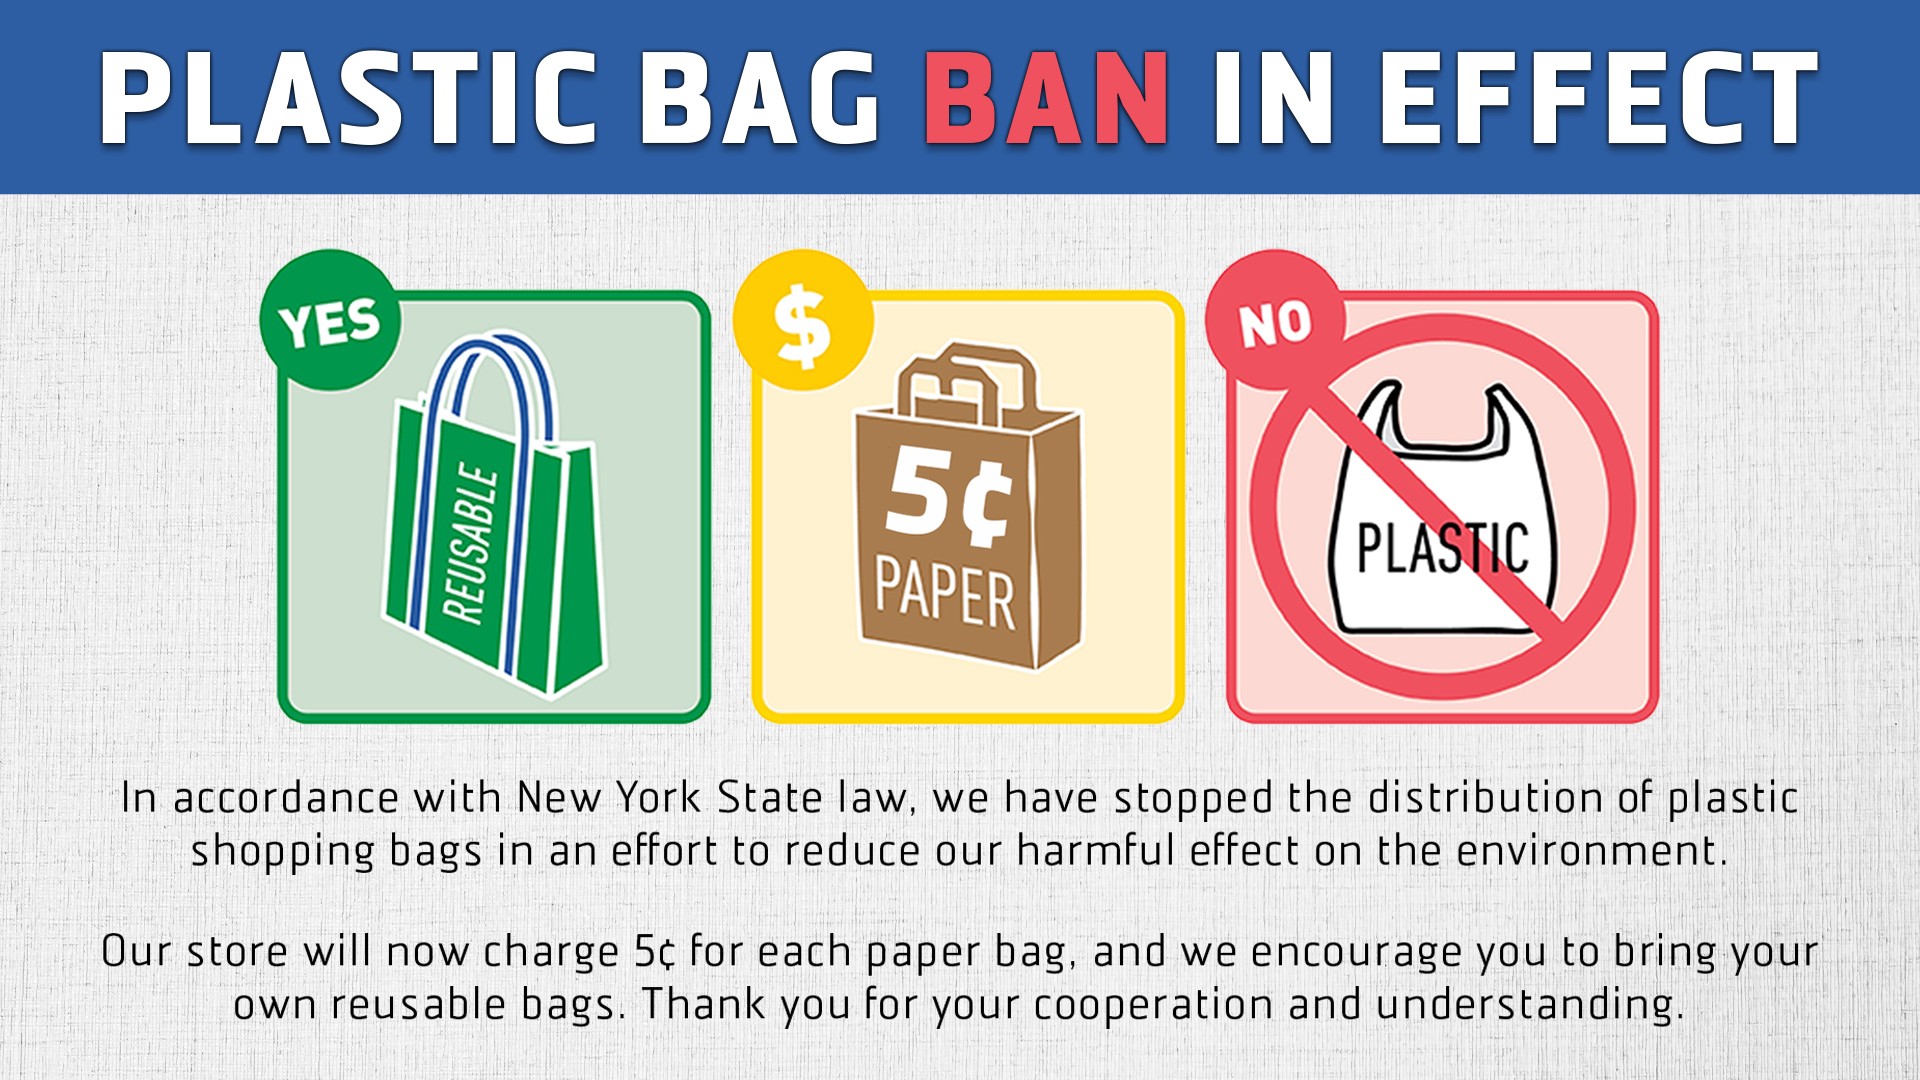 PLASTIC BAG BAN IN EFFECT
YES
REUSABLE
$
5¢
PAPER
NO
PLASTIC
In accordance with New York State law, we have stopped the distribution of plastic
shopping bags in an effort to reduce our harmful effect on the environment.
Our store will now charge 5¢ for each paper bag, and we encourage you to bring your
own reusable bags. Thank you for your cooperation and understanding.